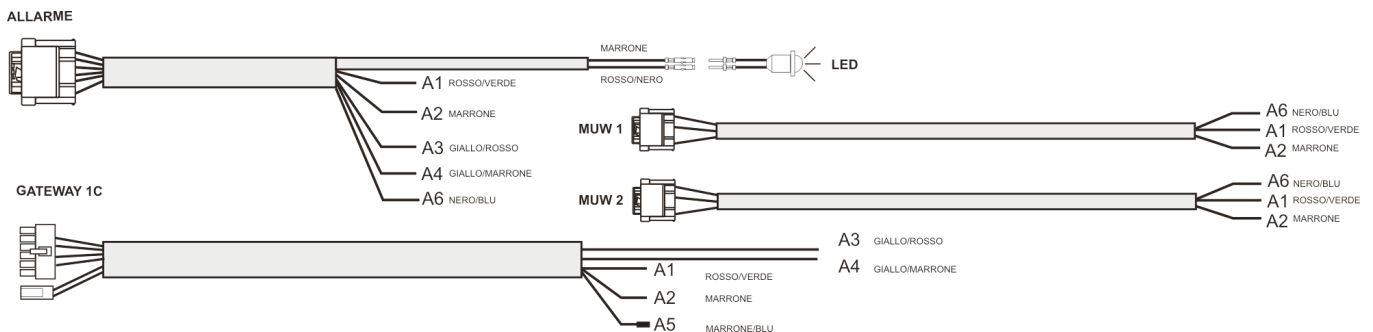 ALLARME
MARRONE
LED
ROSSO/NERO
A1 ROSSO/VERDE
A2 MARRONE
A3 GIALLO/ROSSO
A4 GIALLO/MARRONE
A6 NERO/BLU
MUW 1
A6 NERO/BLU
A1 ROSSO/VERDE
A2 MARRONE
MUW 2
A6 NERO/BLU
A1 ROSSO/VERDE
A2 MARRONE
GATEWAY 1C
A3 GIALLO/ROSSO
A4 GIALLO/MARRONE
A1 ROSSO/VERDE
A2 MARRONE
A5 MARRONE/BLU